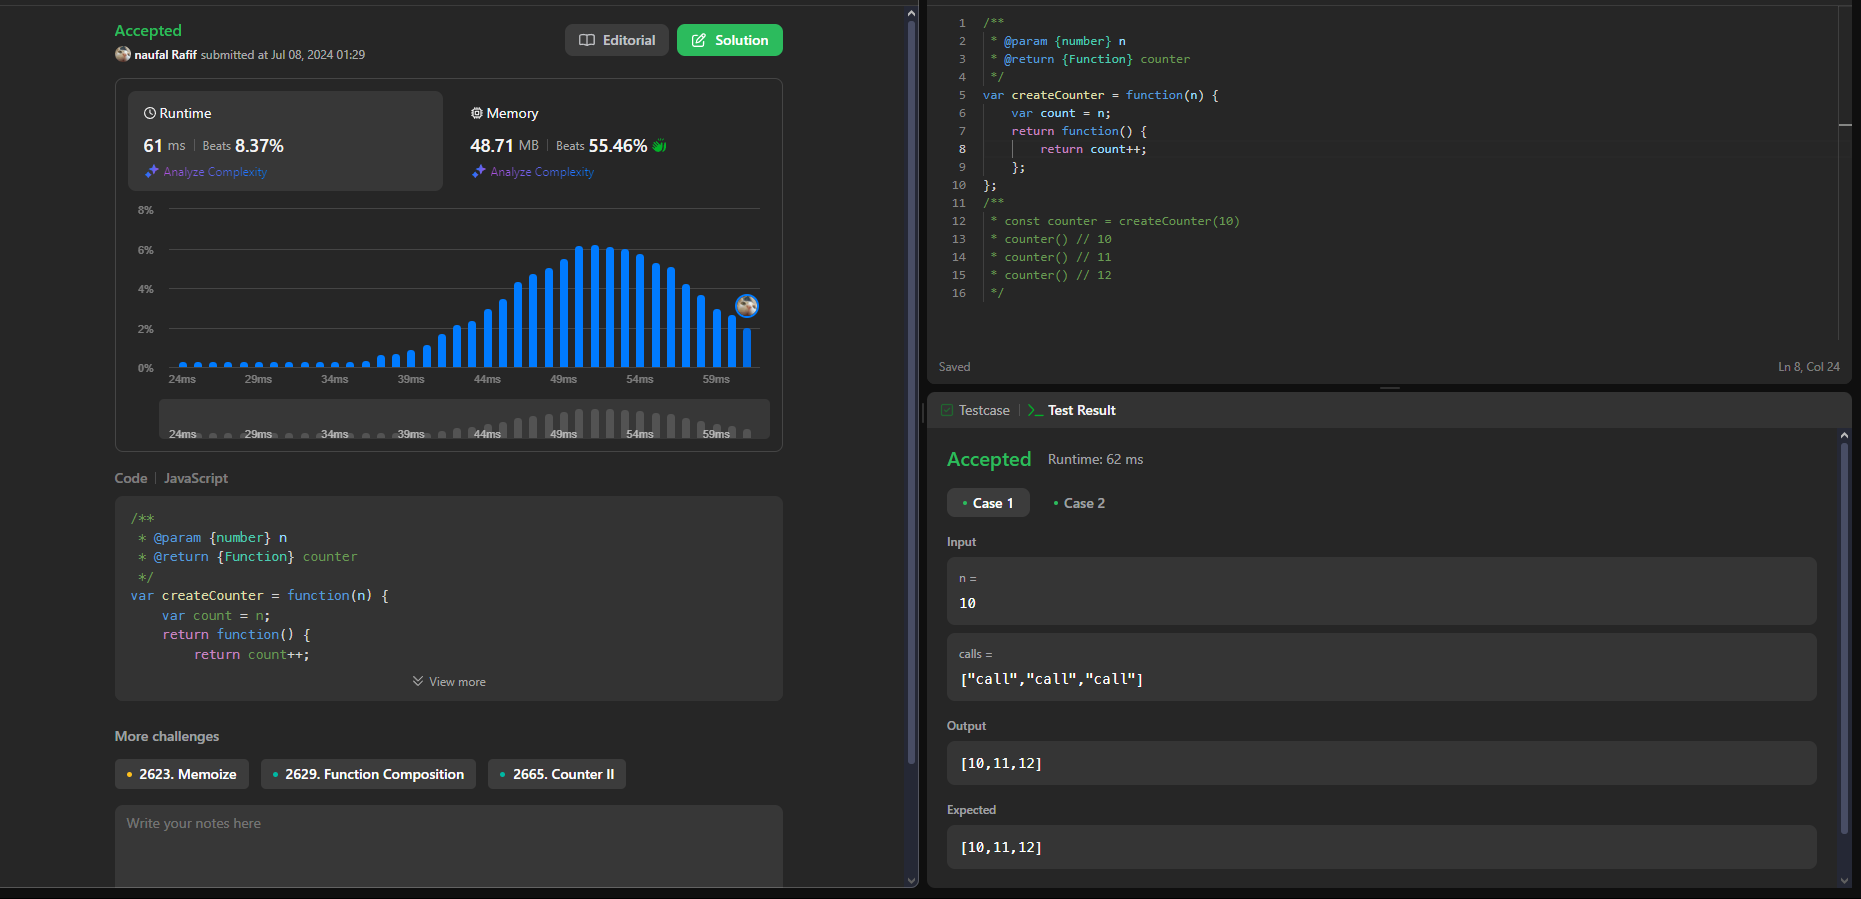 Accepted
naufal Rafif submitted at Jul 08, 2024 01:29
Editorial
Solution
Runtime
61 ms | Beats 8.37%
Analyze Complexity
Memory
48.71 MB | Beats 55.46%
Analyze Complexity
8%
6%
4%
2%
0%
24ms 29ms 34ms 39ms 44ms 49ms 54ms 59ms
24ms 29ms 34ms 39ms 44ms 49ms 54ms 59ms
Code | JavaScript
/**
 * @param {number} n
 * @return {Function} counter
 */
var createCounter = function(n) {
    var count = n;
    return function() {
        return count++;
View more
More challenges
2623. Memoize
2629. Function Composition
2665. Counter II
Write your notes here
1 /**
2  * @param {number} n
3  * @return {Function} counter
4  */
5 var createCounter = function(n) {
6     var count = n;
7     return function() {
8         return count++;
9     };
10 };
11 /**
12  * const counter = createCounter(10)
13  * counter() // 10
14  * counter() // 11
15  * counter() // 12
16  */
Saved
Ln 8, Col 24
Testcase | Test Result
Accepted Runtime: 62 ms
Case 1
Case 2
Input
n =
10
calls =
["call","call","call"]
Output
[10,11,12]
Expected
[10,11,12]